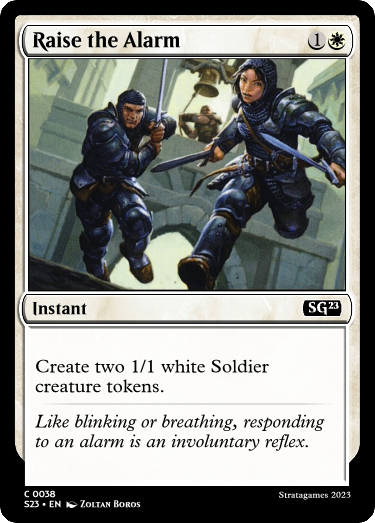 Raise the Alarm 1
Instant SG23
Create two 1/1 white Soldier
creature tokens.
Like blinking or breathing, responding
to an alarm is an involuntary reflex.
C 0038 Stratagames 2023
S23 • EN Zoltan Boros